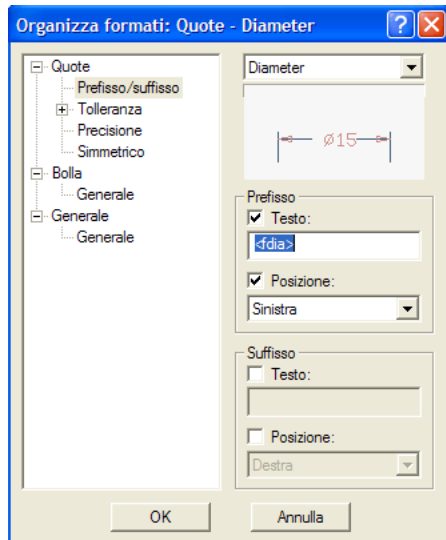 Organizza formati: Quote - Diameter
Quote
Prefisso/suffisso
Tolleranza
Precisione
Simmetrico
Bolla
Generale
Generale
Generale
Diameter
ø15
Prefisso
Testo:
<fdia>
Posizione:
Sinistra
Suffisso
Testo:
Posizione:
Destra
OK
Annulla